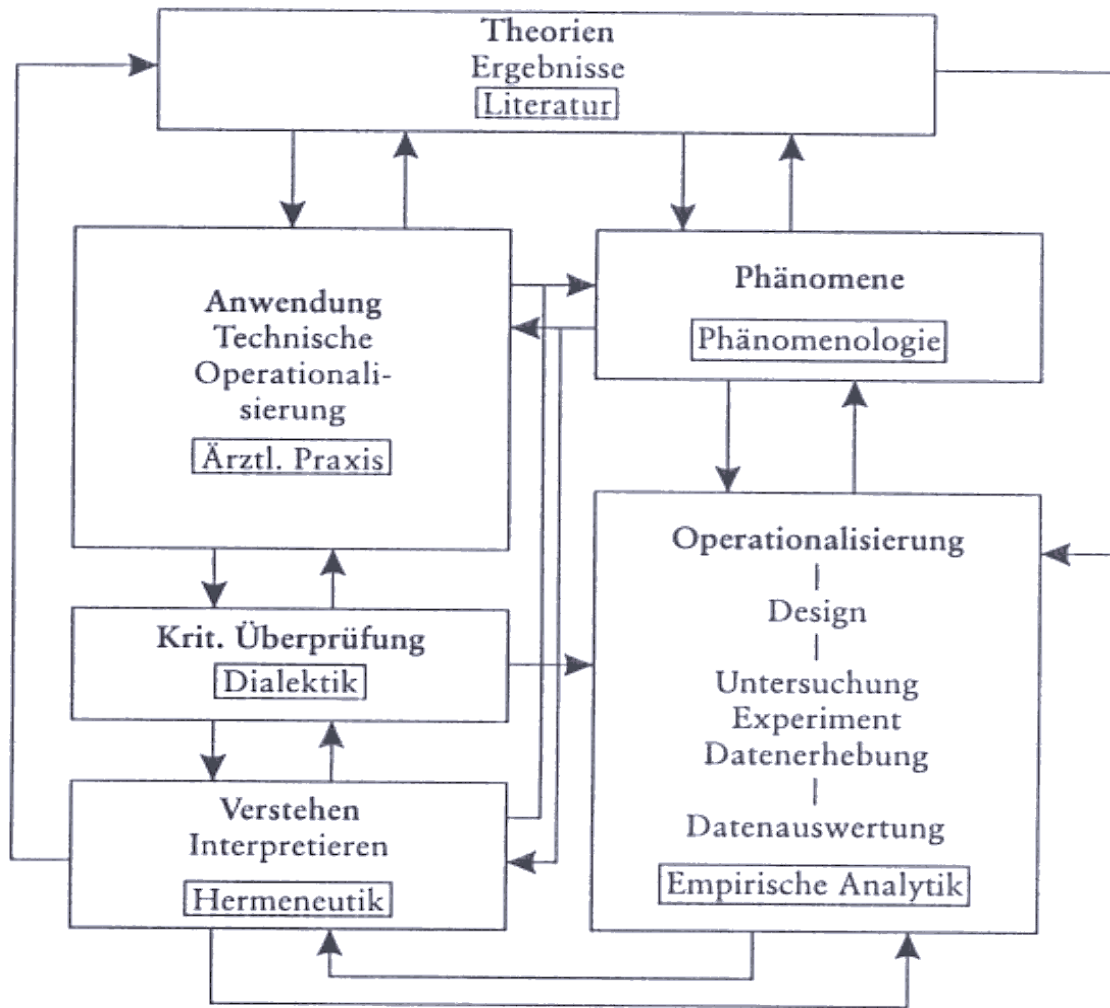 Theorien
Ergebnisse
Literatur
Anwendung
Technische
Operationali-
sierung
Ärztl. Praxis
Phänomene
Phänomenologie
Krit. Überprüfung
Dialektik
Verstehen
Interpretieren
Hermeneutik
Operationalisierung
Design
Untersuchung
Experiment
Datenerhebung
Datenauswertung
Empirische Analytik